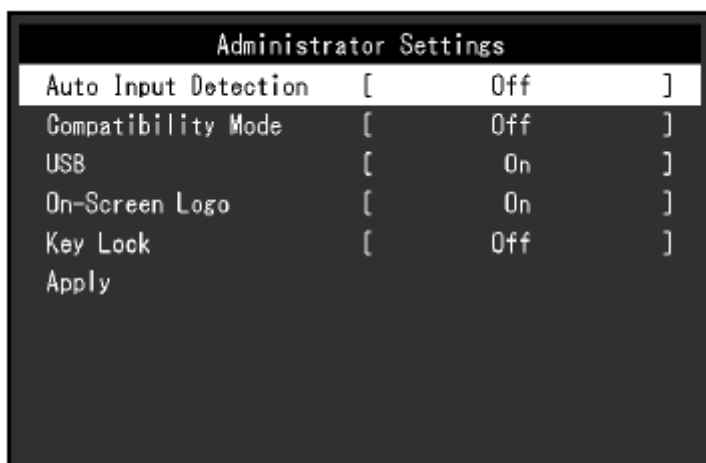 Administrator Settings
Auto Input Detection [ Off ]
Compatibility Mode [ Off ]
USB [ On ]
On-Screen Logo [ On ]
Key Lock [ Off ]
Apply